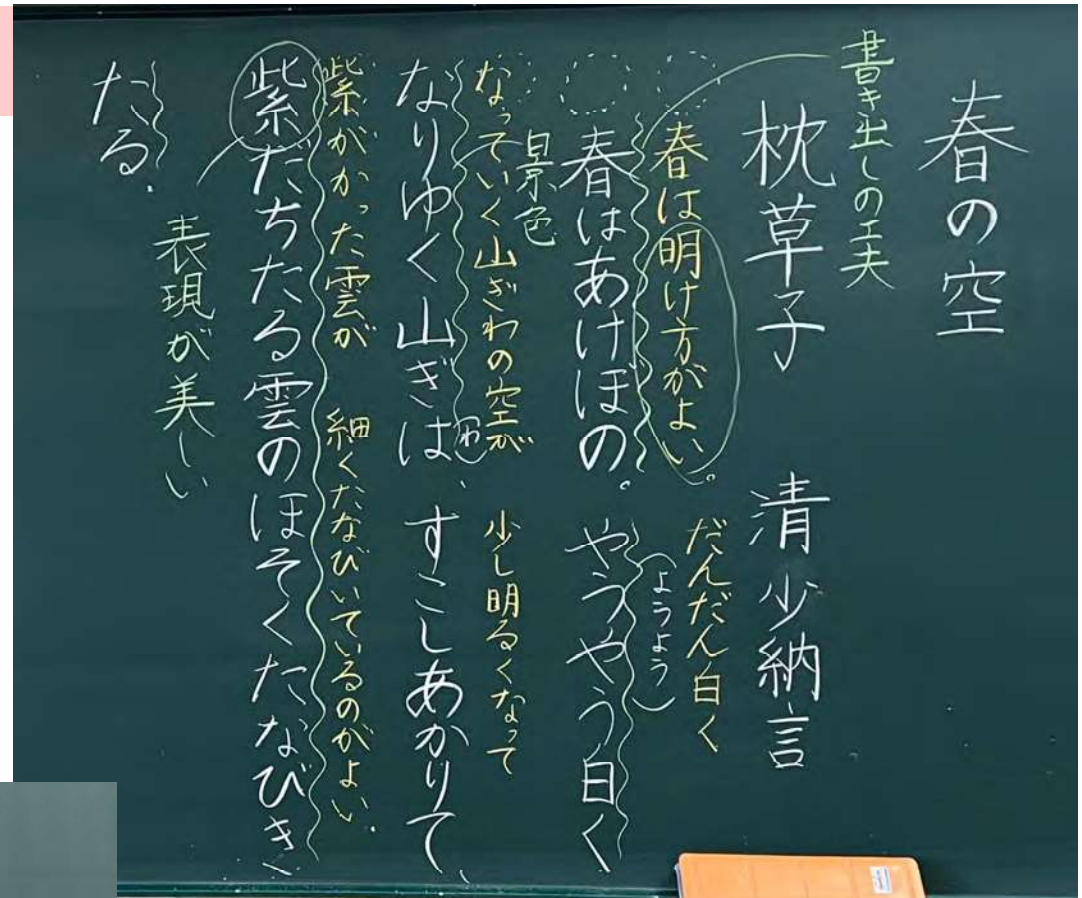 春の空
書き出しの工夫
枕草子 清少納言
春は明け方がよい。 だんだん白く
(ようよう)
春はあけぼの。やうやう白く
景色
なっていく山ぎわの空が 少し明るくなって
(わ)
なりゆく山ぎは、すこしあかりて、
紫がかった雲が 細くたなびいているのがよい。
紫だちたる雲のほそくたなびき
表現が美しい
たる。